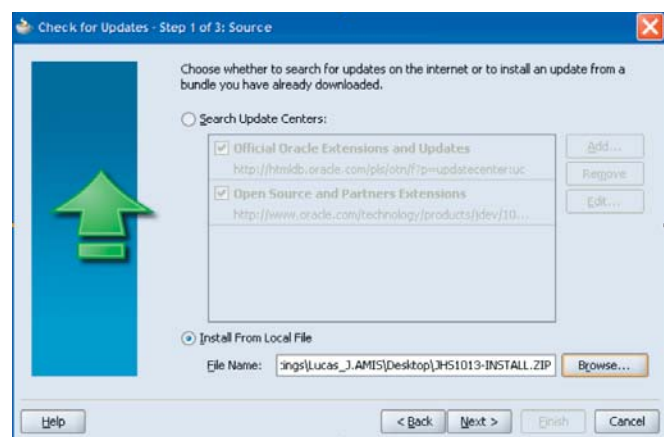 Check for Updates - Step 1 of 3: Source
Choose whether to search for updates on the internet or to install an update from a
bundle you have already downloaded.
Search Update Centers:
Official Oracle Extensions and Updates
http://htmldb.oracle.com/pls/otn/f?p=updatecenter:uc
Open Source and Partners Extensions
http://www.oracle.com/technology/products/jdev/10...
Add...
Remove
Edit...
Install From Local File
File Name: :ings\Lucas_J.AMIS\Desktop\JHS1013-INSTALL.ZIP Browse...
Help < Back Next > Finish Cancel